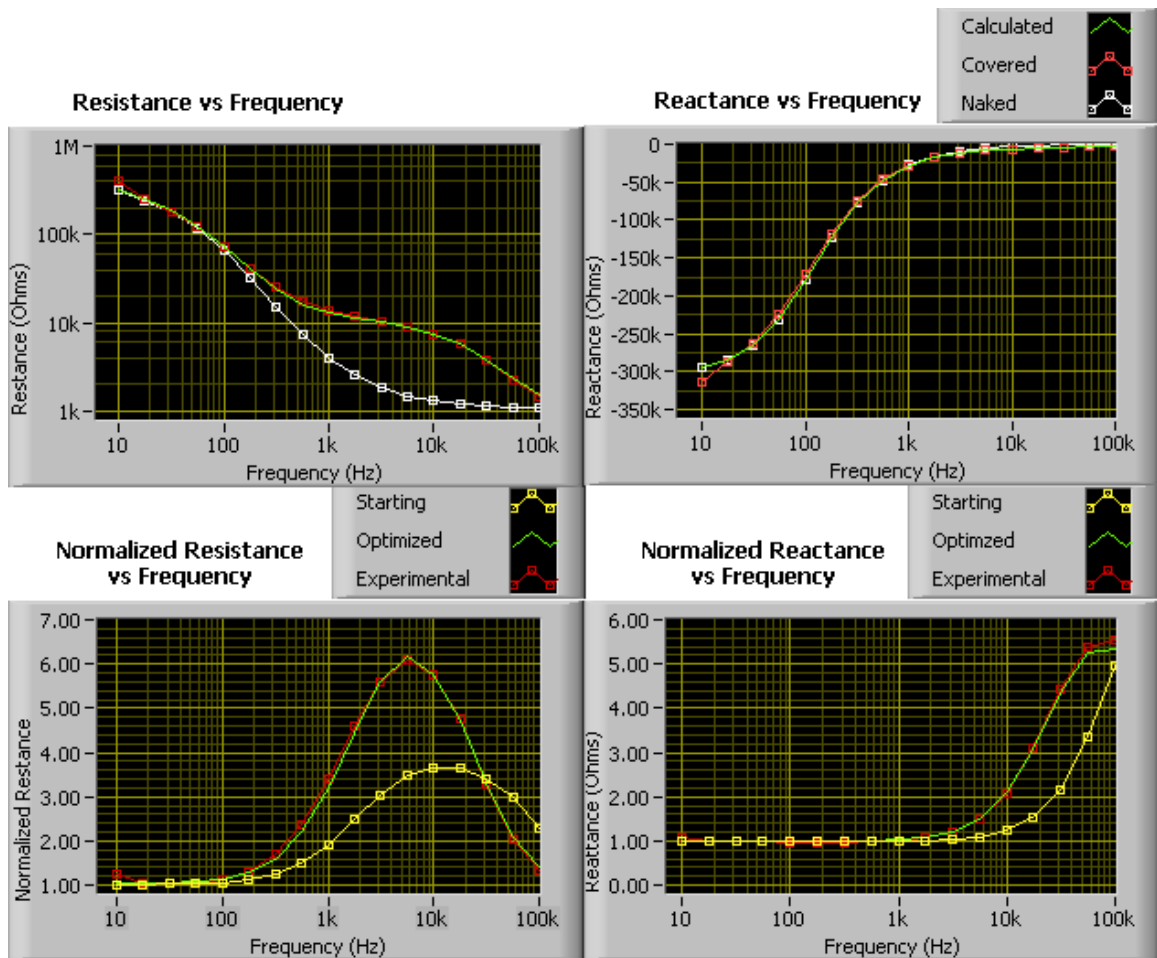 Calculated
Covered
Naked
Resistance vs Frequency
Reactance vs Frequency
1M
100k
10k
1k
Restance (Ohms)
10 100 1k 10k 100k
Frequency (Hz)
0
-50k
-100k
-150k
-200k
-250k
-300k
-350k
Reactance (Ohms)
10 100 1k 10k 100k
Frequency (Hz)
Starting
Optimized
Experimental
Normalized Resistance
vs Frequency
Starting
Optimzed
Experimental
Normalized Reactance
vs Frequency
7.00
6.00
5.00
4.00
3.00
2.00
1.00
Normalized Restance
10 100 1k 10k 100k
Frequency (Hz)
6.00
5.00
4.00
3.00
2.00
1.00
0.00
Reattance (Ohms)
10 100 1k 10k 100k
Frequency (Hz)